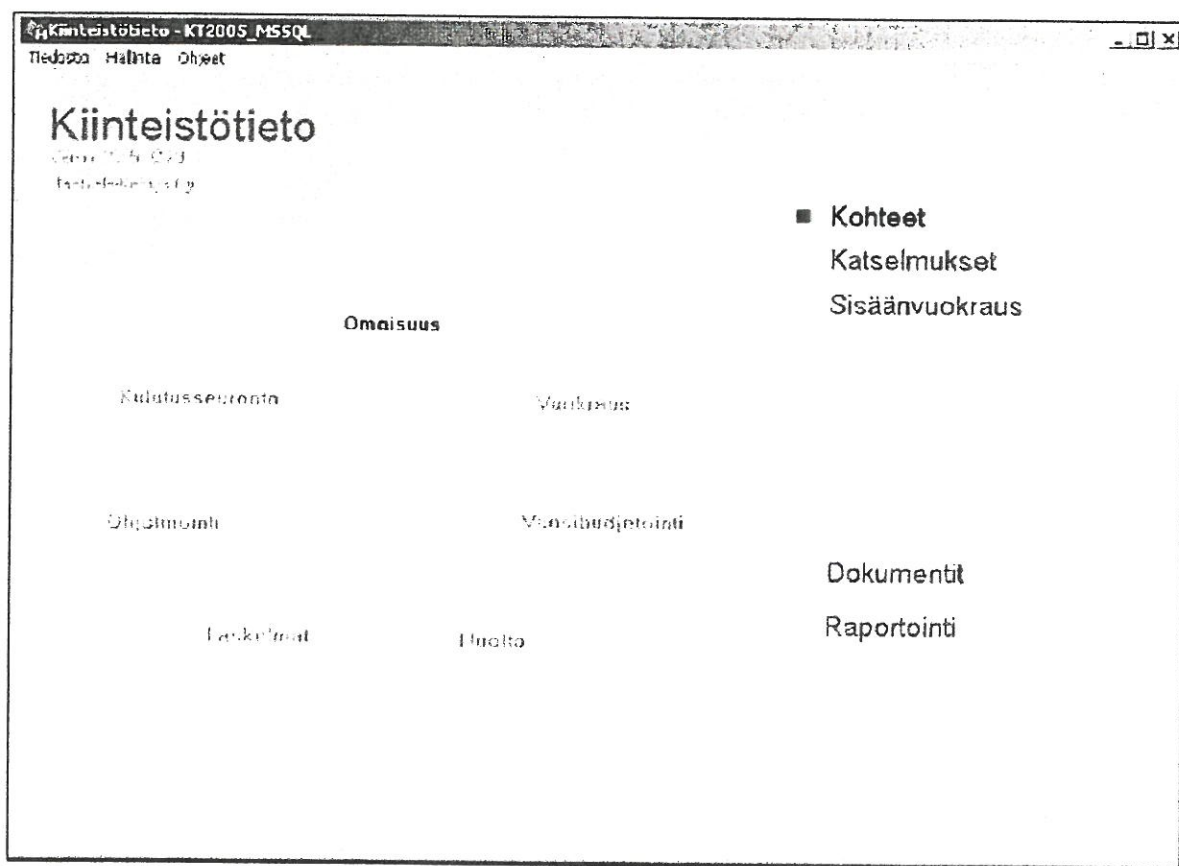 Kiinteistötieto - KT2005_MSSQL
Tiedosto Hallinta Ohjeet
Kiinteistötieto
Kohteet
Katselmukset
Sisäänvuokraus
Omaisuus
Kulutusseuranta
Vuokraus
Ohjelmointi
Vuosibudjetointi
Dokumentit
Laskelmat
Huolto
Raportointi